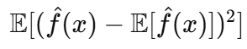 𝔼[(f̂(x) − 𝔼[f̂(x)])²]